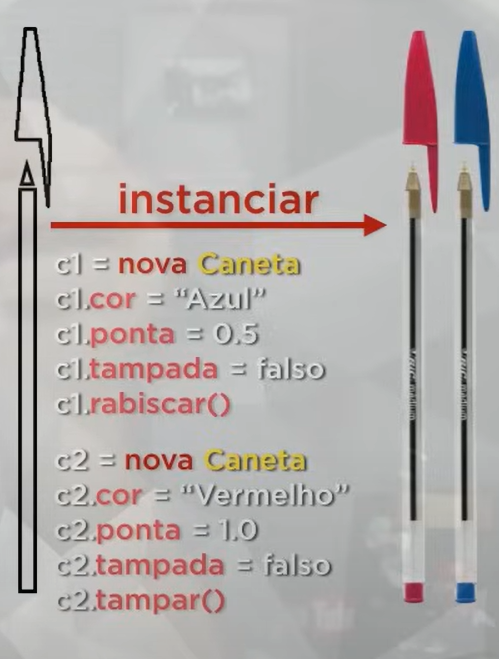 instanciar
c1 = nova Caneta
c1.cor = “Azul”
c1.ponta = 0.5
c1.tampada = falso
c1.rabiscar()
c2 = nova Caneta
c2.cor = “Vermelho”
c2.ponta = 1.0
c2.tampada = falso
c2.tampar()